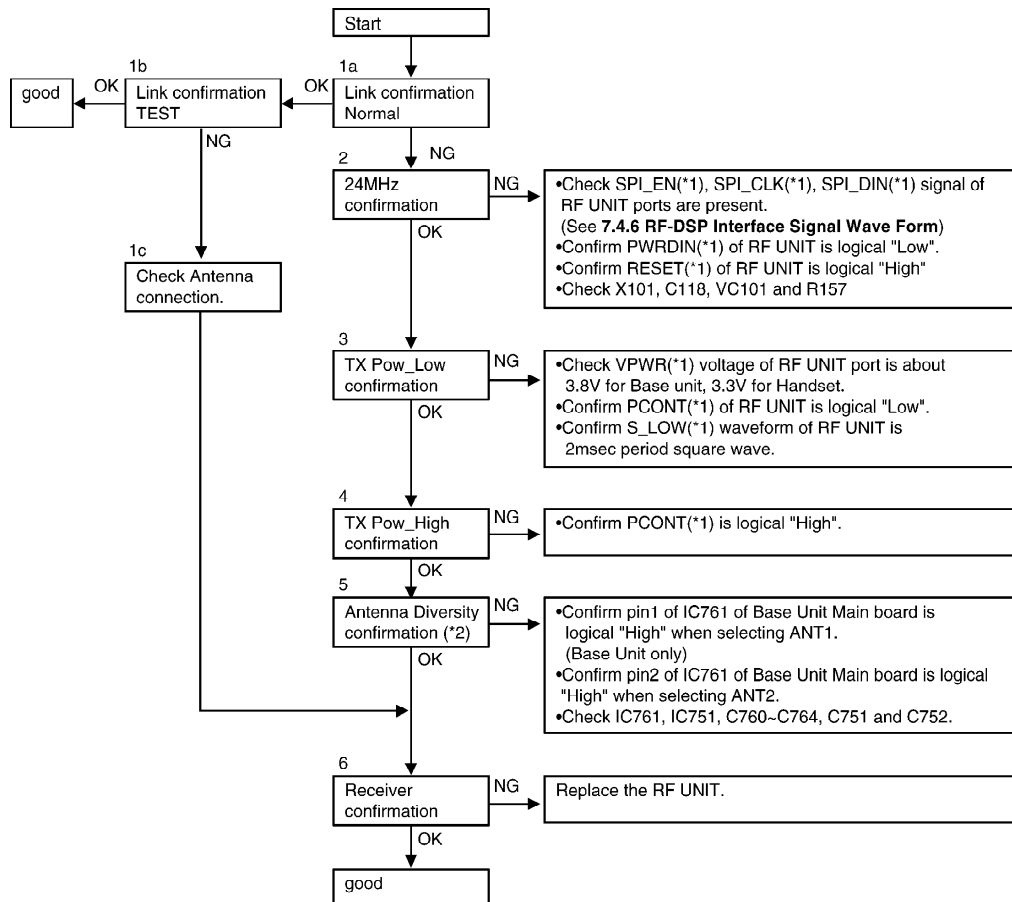 Start
1b
1a
good
OK
Link confirmation
TEST
OK
Link confirmation
Normal
NG
NG
2
24MHz
confirmation
NG
OK
•Check SPI_EN(*1), SPI_CLK(*1), SPI_DIN(*1) signal of
RF UNIT ports are present.
(See 7.4.6 RF-DSP Interface Signal Wave Form)
•Confirm PWRDIN(*1) of RF UNIT is logical "Low".
•Confirm RESET(*1) of RF UNIT is logical "High"
•Check X101, C118, VC101 and R157
1c
Check Antenna
connection.
3
TX Pow_Low
confirmation
NG
OK
•Check VPWR(*1) voltage of RF UNIT port is about
3.8V for Base unit, 3.3V for Handset.
•Confirm PCONT(*1) of RF UNIT is logical "Low".
•Confirm S_LOW(*1) waveform of RF UNIT is
2msec period square wave.
4
TX Pow_High
confirmation
NG
OK
•Confirm PCONT(*1) is logical "High".
5
Antenna Diversity
confirmation (*2)
NG
OK
•Confirm pin1 of IC761 of Base Unit Main board is
logical "High" when selecting ANT1.
(Base Unit only)
•Confirm pin2 of IC761 of Base Unit Main board is logical
"High" when selecting ANT2.
•Check IC761, IC751, C760~C764, C751 and C752.
6
Receiver
confirmation
NG
OK
Replace the RF UNIT.
good